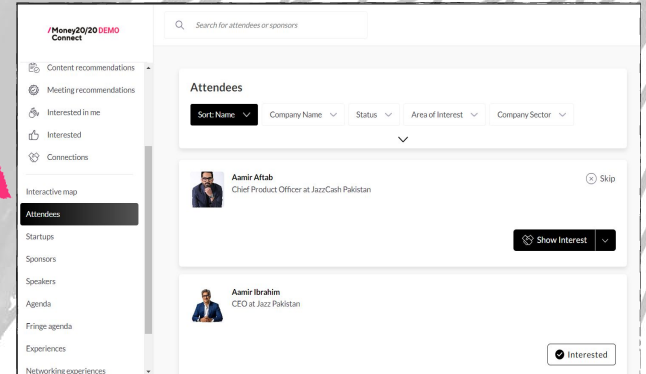 /Money20/20 DEMO
Connect
Search for attendees or sponsors
Content recommendations
Meeting recommendations
Interested in me
Interested
Connections
Interactive map
Attendees
Startups
Sponsors
Speakers
Agenda
Fringe agenda
Experiences
Networking experiences
Attendees
Sort: Name
Company Name
Status
Area of Interest
Company Sector
Aamir Aftab
Chief Product Officer at JazzCash Pakistan
Skip
Show Interest
Aamir Ibrahim
CEO at Jazz Pakistan
Interested